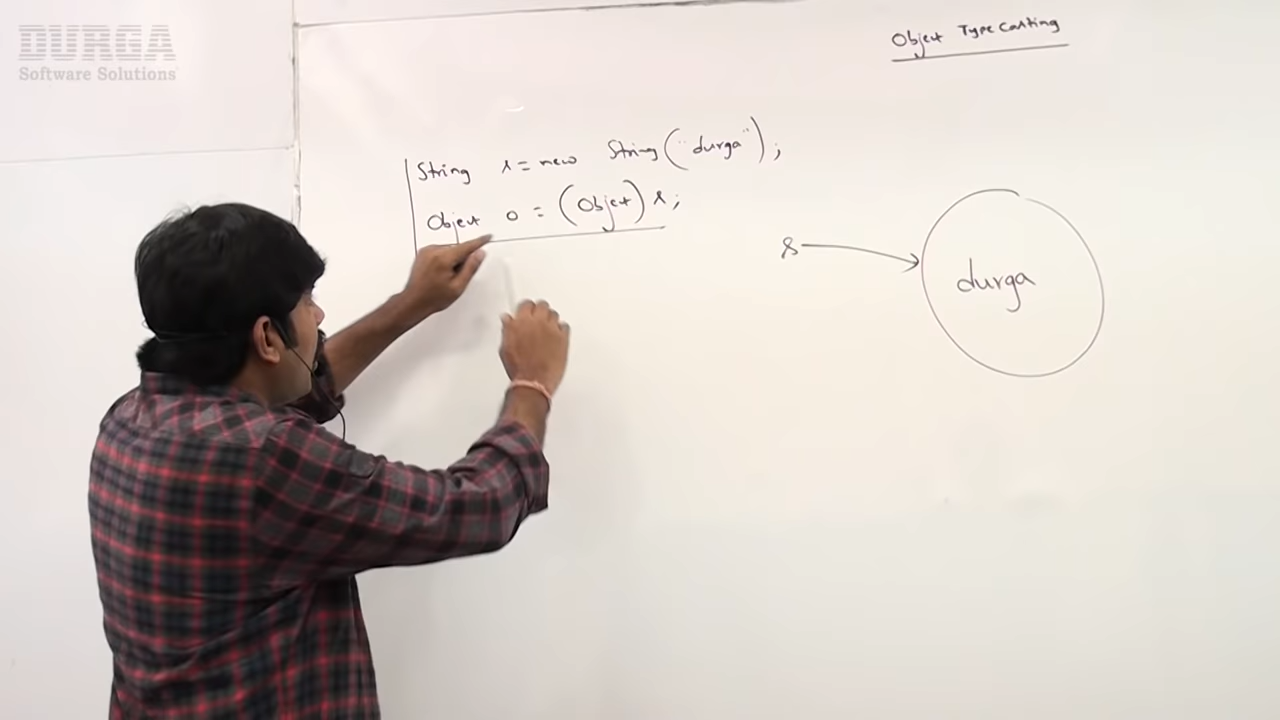 DURGA
Software Solutions
Object Type Casting
String s = new String("durga");
Object o = (Object) s;
s
durga